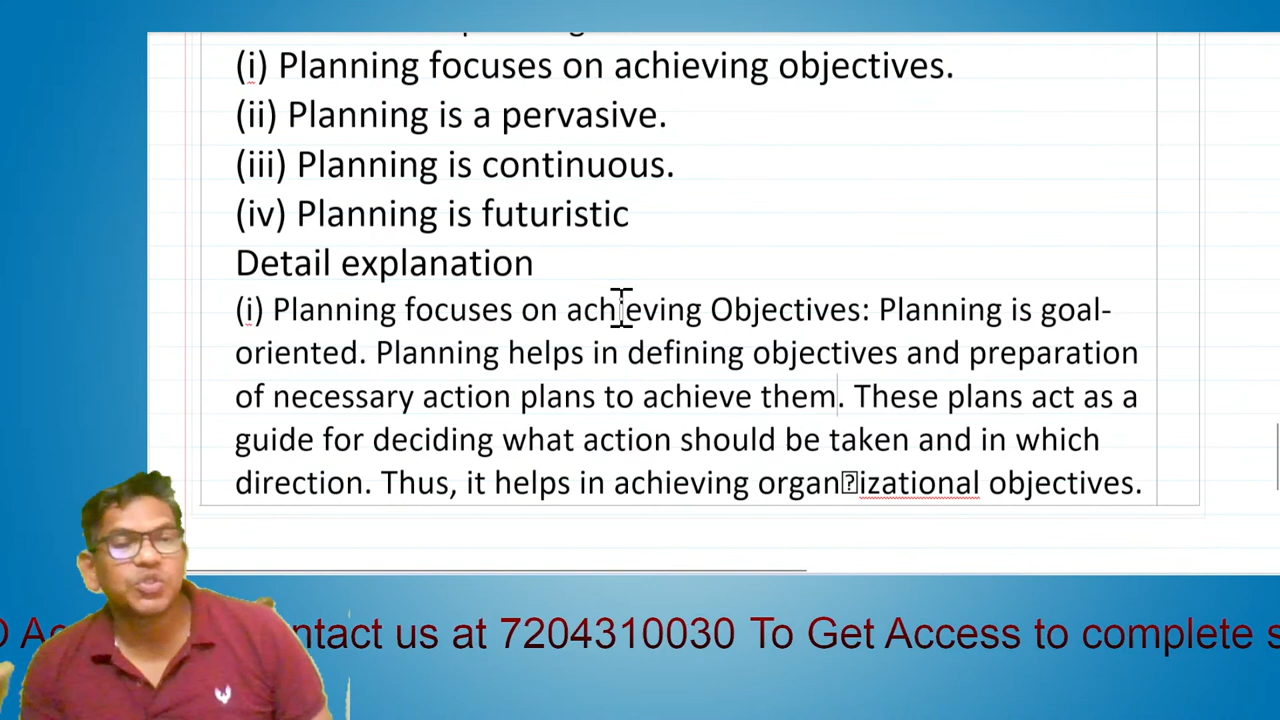 (i) Planning focuses on achieving objectives.
(ii) Planning is a pervasive.
(iii) Planning is continuous.
(iv) Planning is futuristic
Detail explanation
(i) Planning focuses on achieving Objectives: Planning is goal-
oriented. Planning helps in defining objectives and preparation
of necessary action plans to achieve them. These plans act as a
guide for deciding what action should be taken and in which
direction. Thus, it helps in achieving organ⍰izational objectives.
us at 7204310030 To Get Access to complete